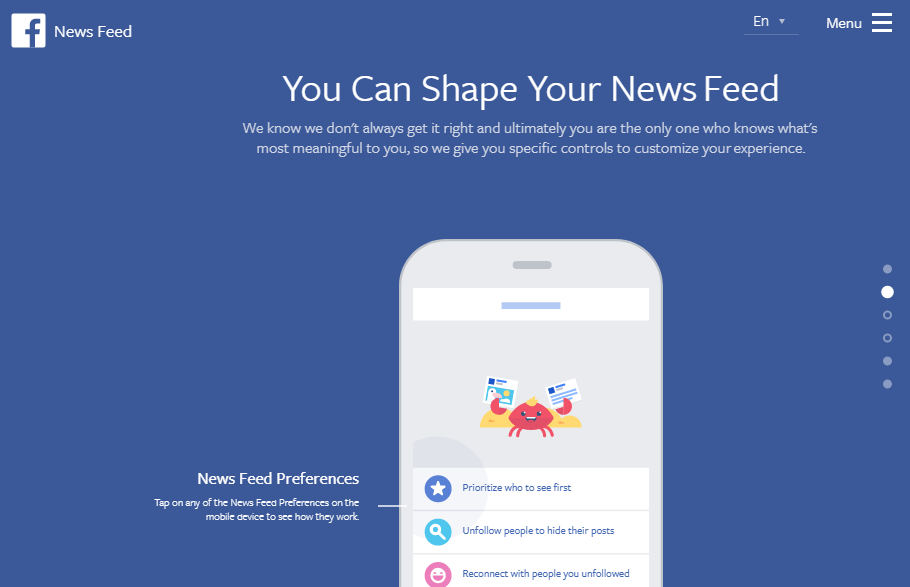 News Feed
En
Menu
You Can Shape Your News Feed
We know we don't always get it right and ultimately you are the only one who knows what's
most meaningful to you, so we give you specific controls to customize your experience.
News Feed Preferences
Tap on any of the News Feed Preferences on the
mobile device to see how they work.
Prioritize who to see first
Unfollow people to hide their posts
Reconnect with people you unfollowed